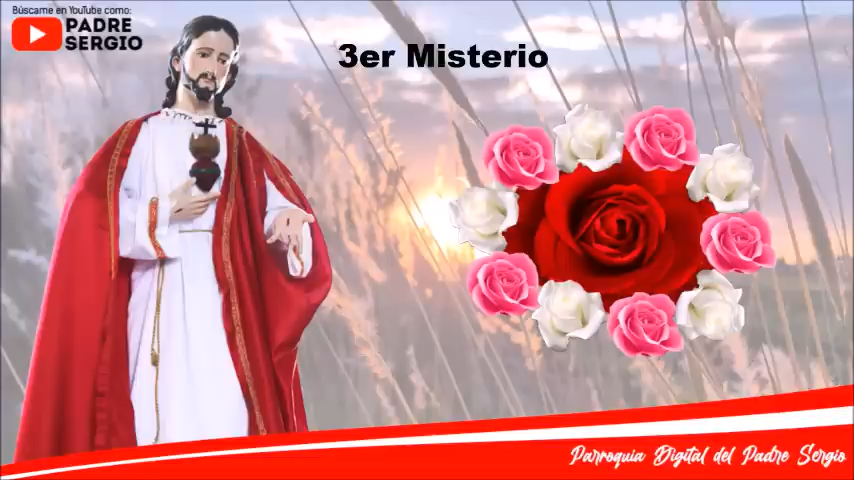 Búscame en YouTube como:
PADRE
SERGIO
3er Misterio
Parroquia Digital del Padre Sergio